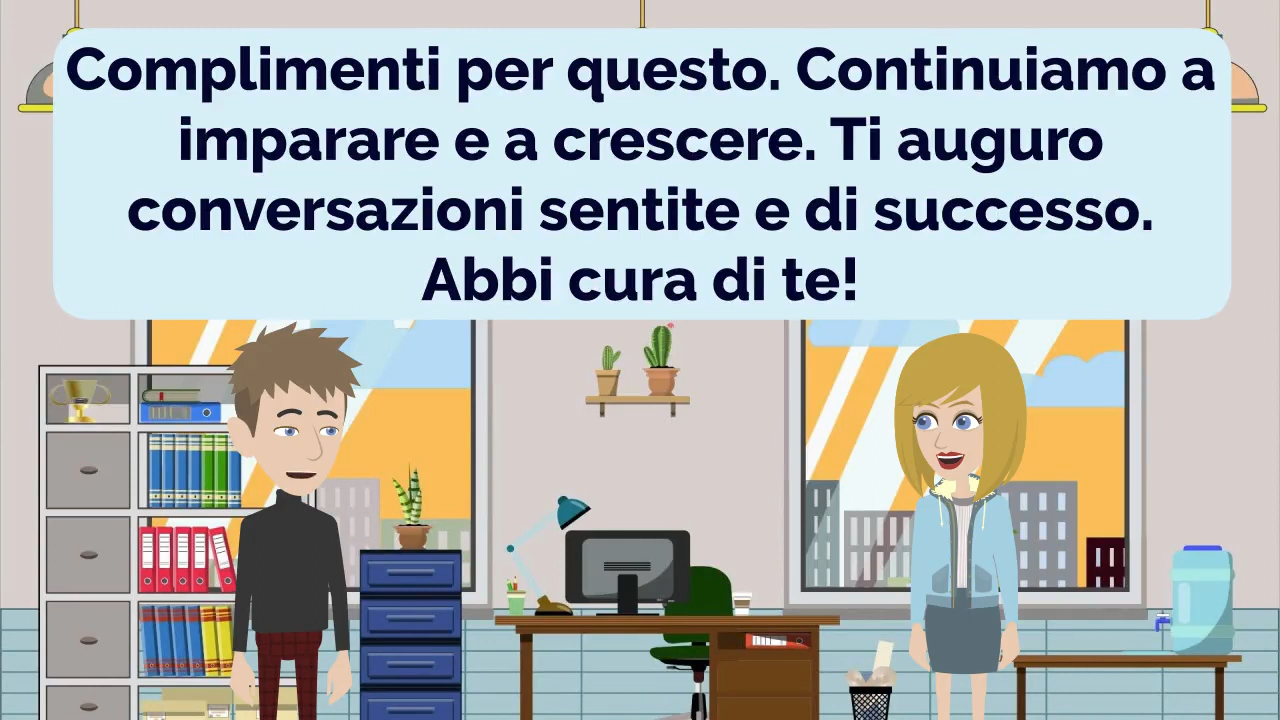 Complimenti per questo. Continuiamo a
imparare e a crescere. Ti auguro
conversazioni sentite e di successo.
Abbi cura di te!